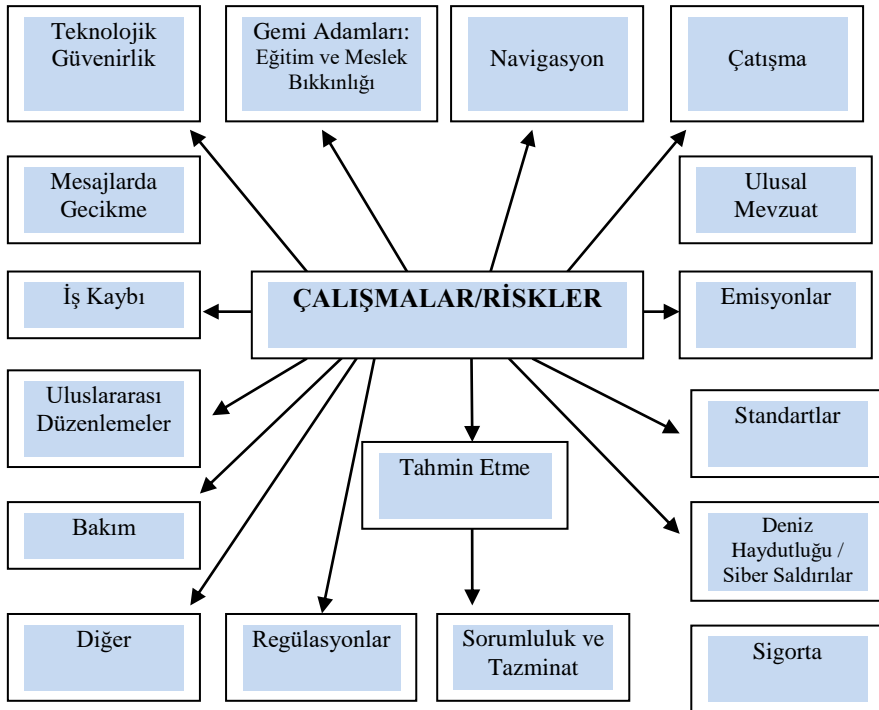 Teknolojik
Güvenirlik
Gemi Adamları:
Eğitim ve Meslek
Bıkkınlığı
Navigasyon
Çatışma
Mesajlarda
Gecikme
Ulusal
Mevzuat
İş Kaybı
ÇALIŞMALAR/RİSKLER
Emisyonlar
Uluslararası
Düzenlemeler
Tahmin Etme
Standartlar
Bakım
Deniz
Haydutluğu /
Siber Saldırılar
Diğer
Regülasyonlar
Sorumluluk ve
Tazminat
Sigorta